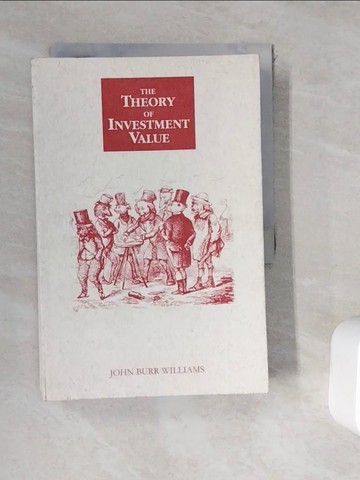 THE
THEORY
OF
INVESTMENT
VALUE
JOHN BURR WILLIAMS